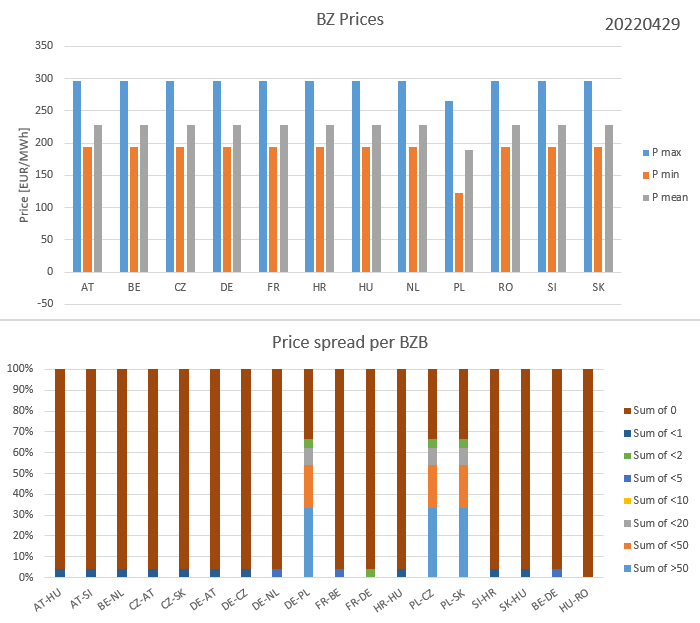 BZ Prices
20220429
350
300
250
200
150
100
50
0
-50
Price [EUR/MWh]
AT BE CZ DE FR HR HU NL PL RO SI SK
P max
P min
P mean
Price spread per BZB
100%
90%
80%
70%
60%
50%
40%
30%
20%
10%
0%
AT-HU AT-SI BE-NL CZ-AT CZ-SK DE-AT DE-CZ DE-NL DE-PL FR-BE FR-DE HR-HU PL-CZ PL-SK SI-HR SK-HU BE-DE HU-RO
Sum of 0
Sum of <1
Sum of <2
Sum of <5
Sum of <10
Sum of <20
Sum of <50
Sum of >50